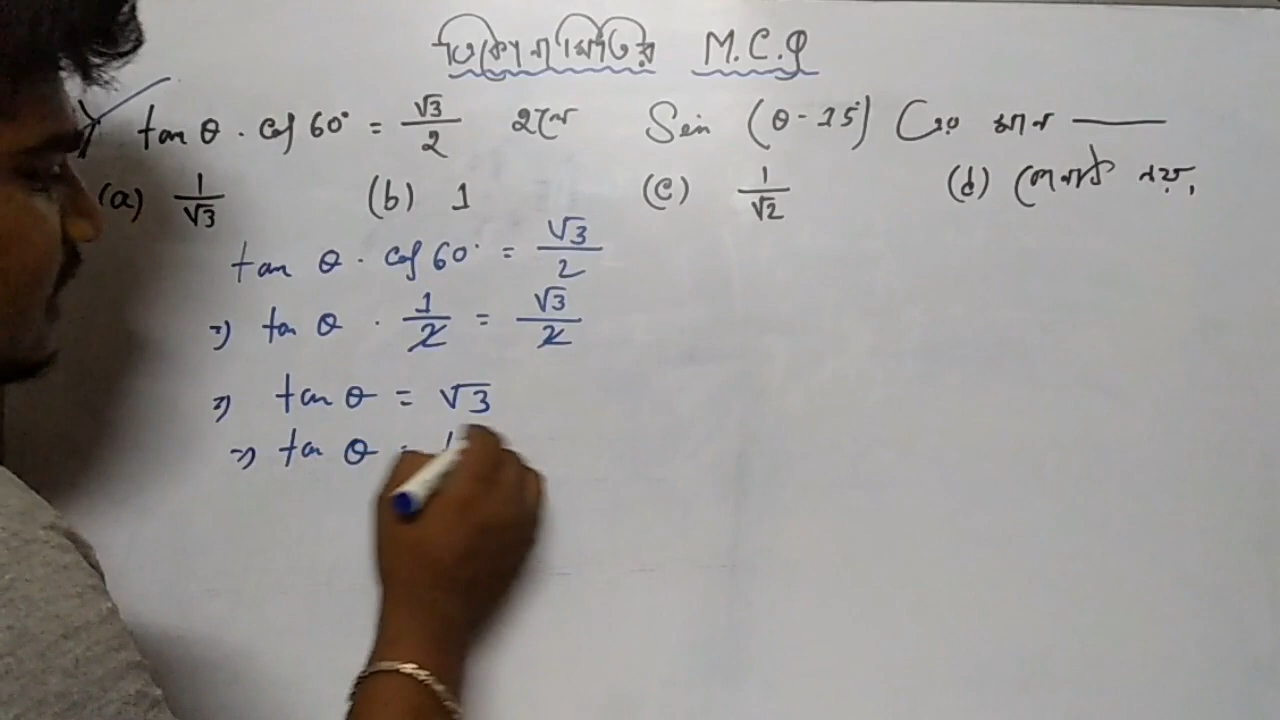 ত্রিকোণমিতির M.C.Q
tan θ · cos 60° = √3/2 হলে Sin (θ - 15°) এর মান ———
(a) 1/√3 (b) 1 (c) 1/√2 (d) কোনটি নয়,
tan θ · cos 60° = √3/2
⇒ tan θ · 1/2 = √3/2
⇒ tan θ = √3
⇒ tan θ =